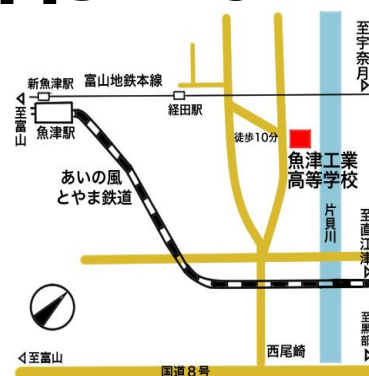 至宇奈月
新魚津駅
富山地鉄本線
至富山
魚津駅
経田駅
徒歩10分
魚津工業
高等学校
あいの風
とやま鉄道
片貝川
至直江津
至黒部
西尾崎
至富山
国道8号